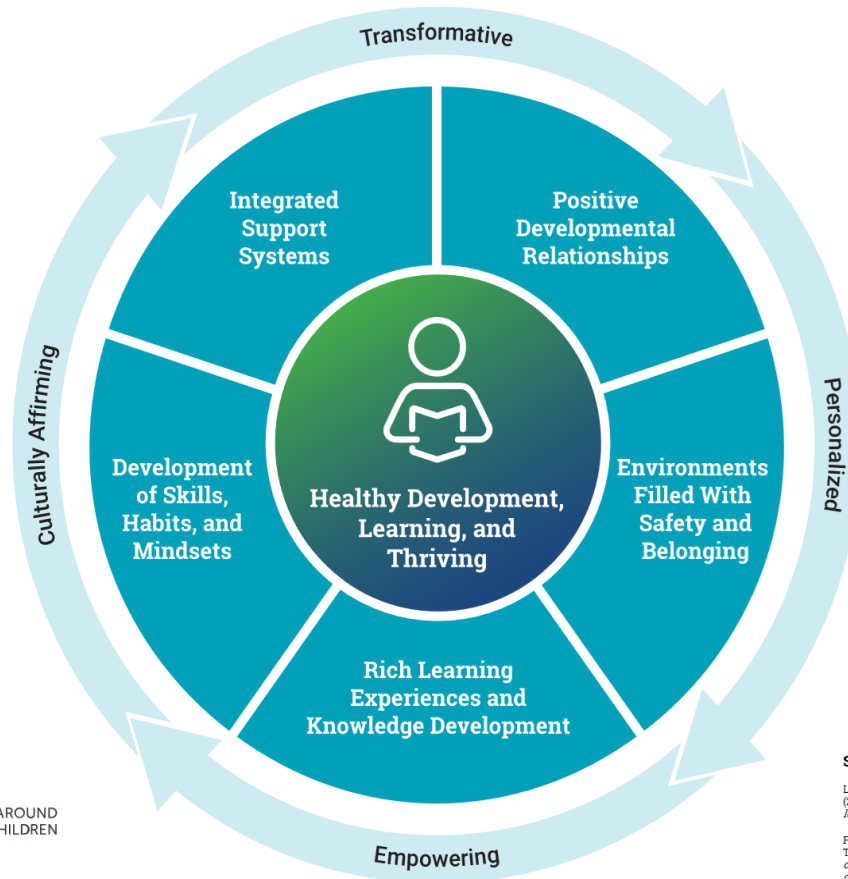 Transformative
Integrated
Support
Systems
Positive
Developmental
Relationships
Personalized
Culturally Affirming
Development
of Skills,
Habits, and
Mindsets
Healthy Development,
Learning, and
Thriving
Environments
Filled With
Safety and
Belonging
Rich Learning
Experiences and
Knowledge Development
Empowering
AROUND
HILDREN